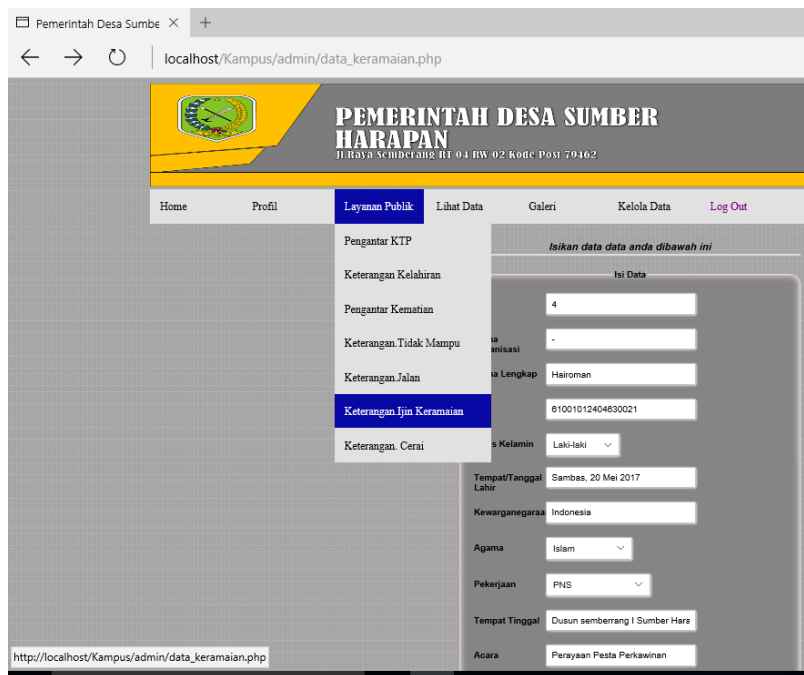 Pemerintah Desa Sumbe
localhost/Kampus/admin/data_keramaian.php
PEMERINTAH DESA SUMBER
HARAPAN
Jl.Raya Semberang RT 04 RW 02 Kode Post 79462
Home Profil Layanan Publik Lihat Data Galeri Kelola Data Log Out
Pengantar KTP
Keterangan Kelahiran
Pengantar Kematian
Keterangan.Tidak Mampu
Keterangan.Jalan
Keterangan.Ijin Keramaian
Keterangan. Cerai
Isikan data data anda dibawah ini
Isi Data
4
anisasi -
Lengkap Hairoman
61001012404630021
Kelamin Laki-laki
Tempat/Tanggal Sambas, 20 Mei 2017
Lahir
Kewarganegaraa Indonesia
Agama Islam
Pekerjaan PNS
Tempat Tinggal Dusun semberrang I Sumber Hara
Acara Perayaan Pesta Perkawinan
http://localhost/Kampus/admin/data_keramaian.php